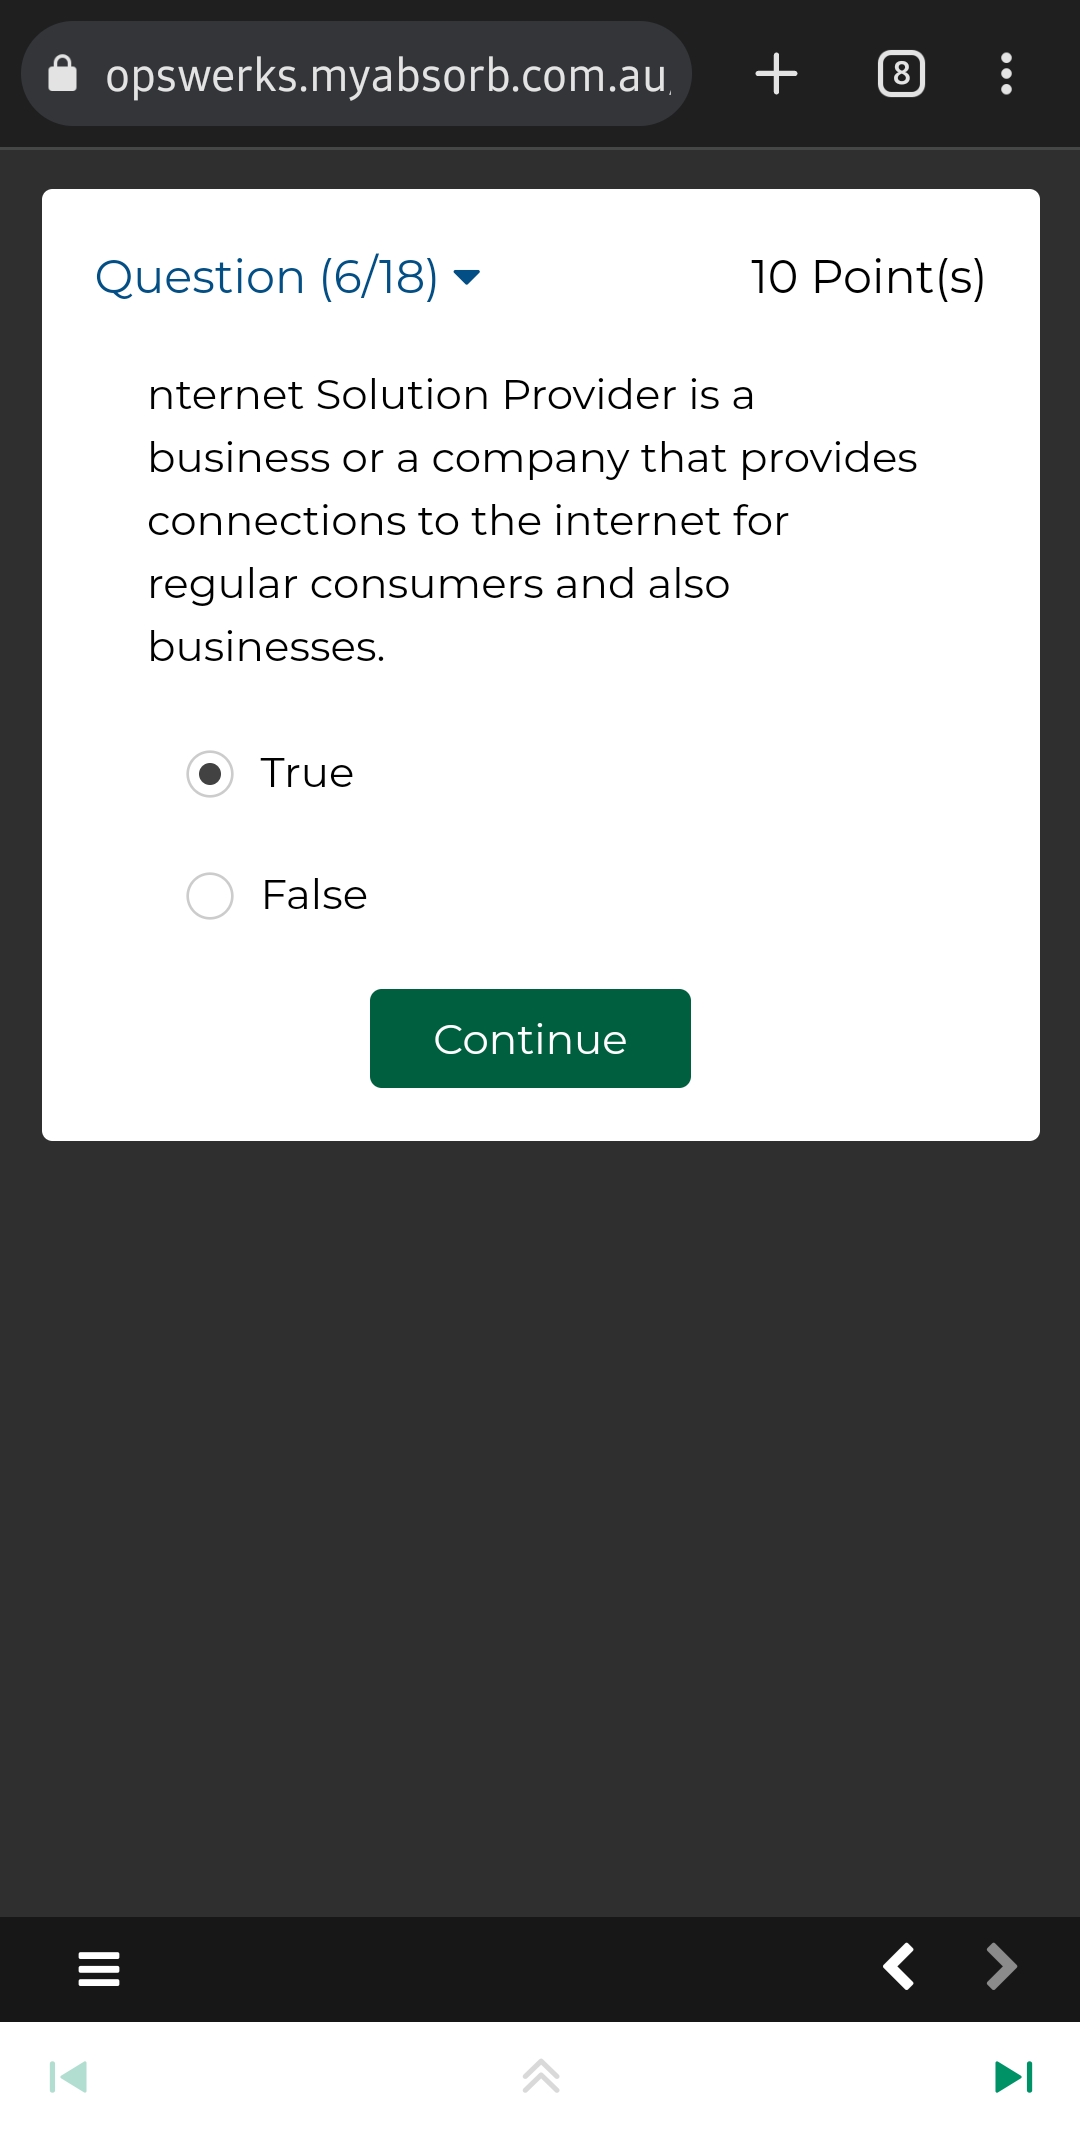 opswerks.myabsorb.com.au
8
Question (6/18)
10 Point(s)
nternet Solution Provider is a
business or a company that provides
connections to the internet for
regular consumers and also
businesses.
True
False
Continue